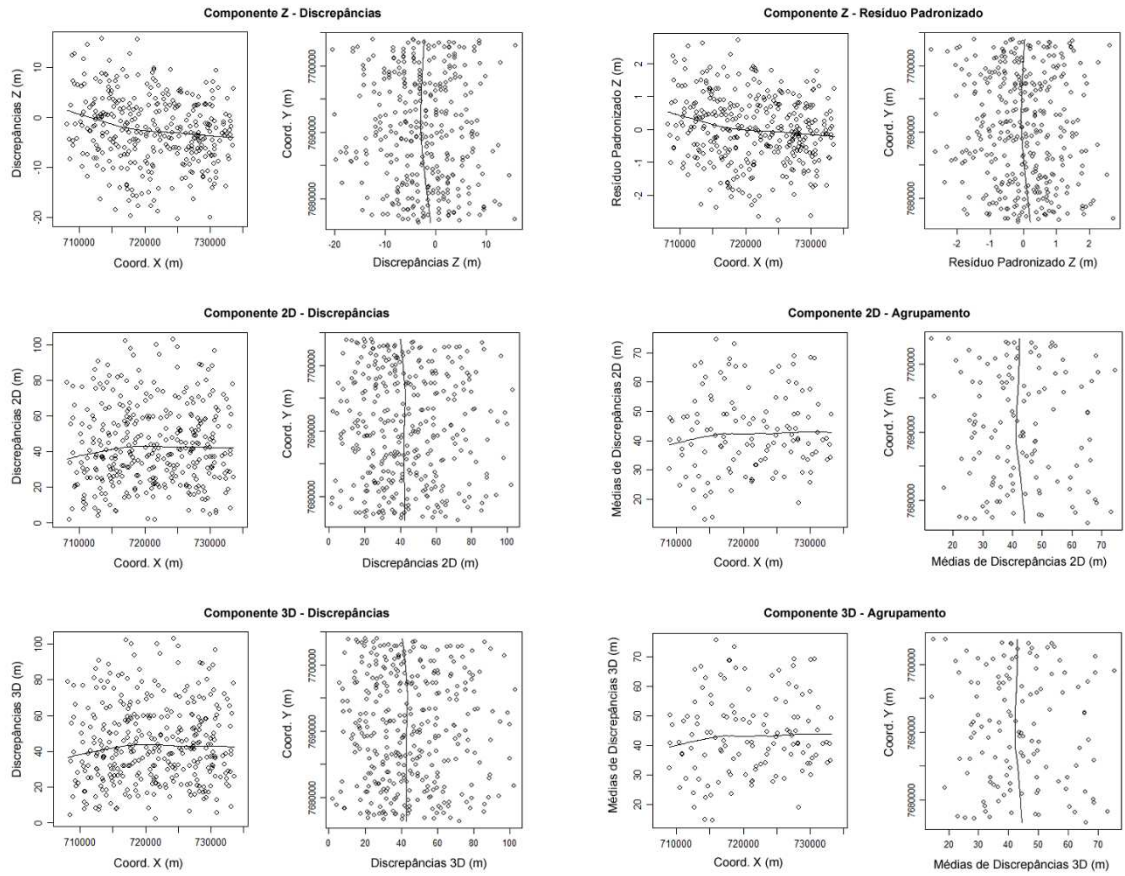 Componente Z - Discrepâncias
Discrepâncias Z (m)
10
0
-10
-20
710000 720000 730000
Coord. X (m)
Coord. Y (m)
7700000
7690000
7680000
-20 -10 0 10
Discrepâncias Z (m)
Componente Z - Resíduo Padronizado
Resíduo Padronizado Z (m)
2
1
0
-1
-2
710000 720000 730000
Coord. X (m)
Coord. Y (m)
7700000
7690000
7680000
-2 -1 0 1 2
Resíduo Padronizado Z (m)
Componente 2D - Discrepâncias
Discrepâncias 2D (m)
100
80
60
40
20
0
710000 720000 730000
Coord. X (m)
Coord. Y (m)
7700000
7690000
7680000
0 20 40 60 80 100
Discrepâncias 2D (m)
Componente 2D - Agrupamento
Médias de Discrepâncias 2D (m)
70
60
50
40
30
20
710000 720000 730000
Coord. X (m)
Coord. Y (m)
7700000
7690000
7680000
20 30 40 50 60 70
Médias de Discrepâncias 2D (m)
Componente 3D - Discrepâncias
Discrepâncias 3D (m)
100
80
60
40
20
0
710000 720000 730000
Coord. X (m)
Coord. Y (m)
7700000
7690000
7680000
0 20 40 60 80 100
Discrepâncias 3D (m)
Componente 3D - Agrupamento
Médias de Discrepâncias 3D (m)
70
60
50
40
30
20
710000 720000 730000
Coord. X (m)
Coord. Y (m)
7700000
7690000
7680000
20 30 40 50 60 70
Médias de Discrepâncias 3D (m)